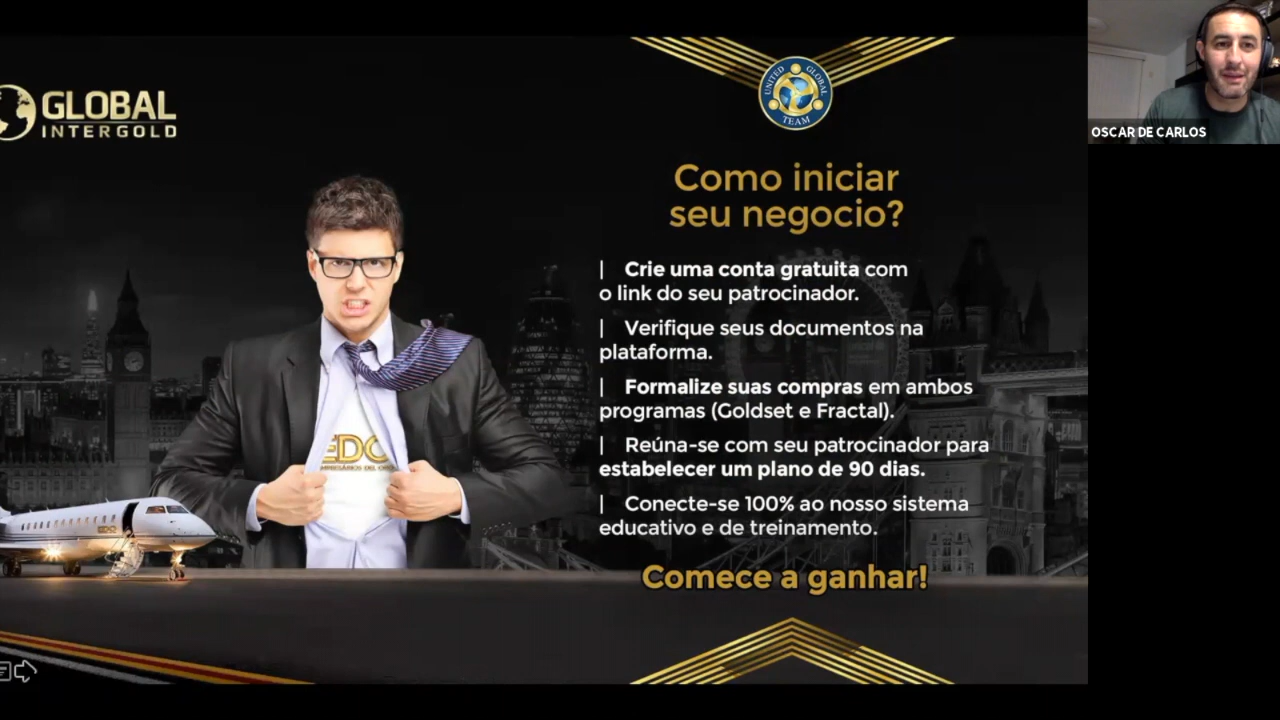 GLOBAL
INTERGOLD
UNITED GLOBAL
TEAM
OSCAR DE CARLOS
Como iniciar
seu negocio?
| Crie uma conta gratuita com
o link do seu patrocinador.
| Verifique seus documentos na
plataforma.
| Formalize suas compras em ambos
programas (Goldset e Fractal).
| Reúna-se com seu patrocinador para
estabelecer um plano de 90 dias.
| Conecte-se 100% ao nosso sistema
educativo e de treinamento.
Comece a ganhar!
EDO